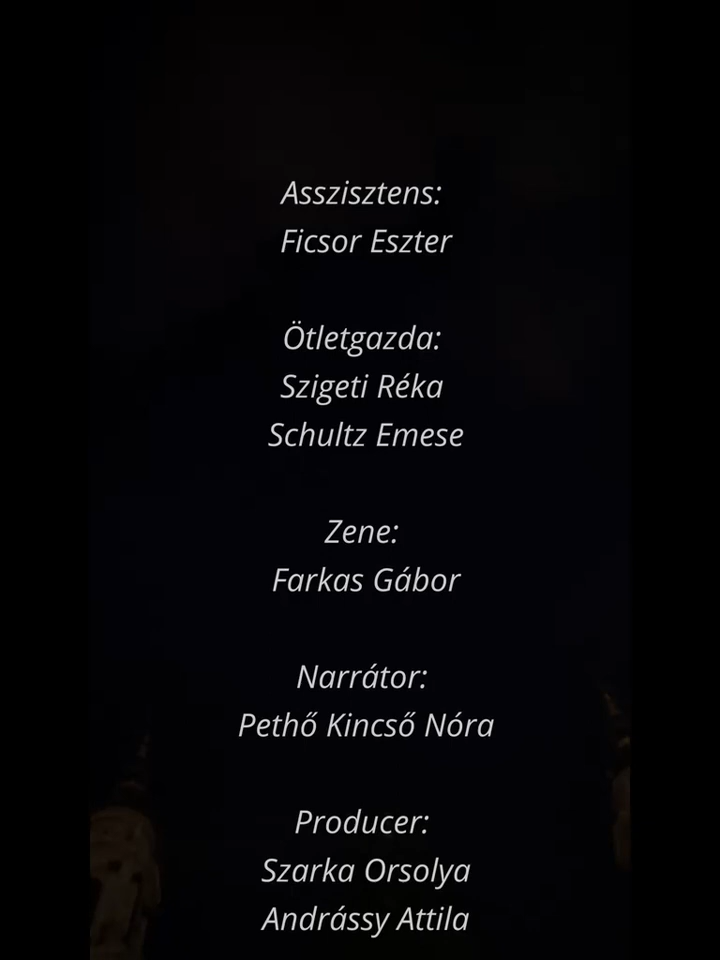 Asszisztens:
Ficsor Eszter
Ötletgazda:
Szigeti Réka
Schultz Emese
Zene:
Farkas Gábor
Narrátor:
Pethő Kincső Nóra
Producer:
Szarka Orsolya
Andrássy Attila